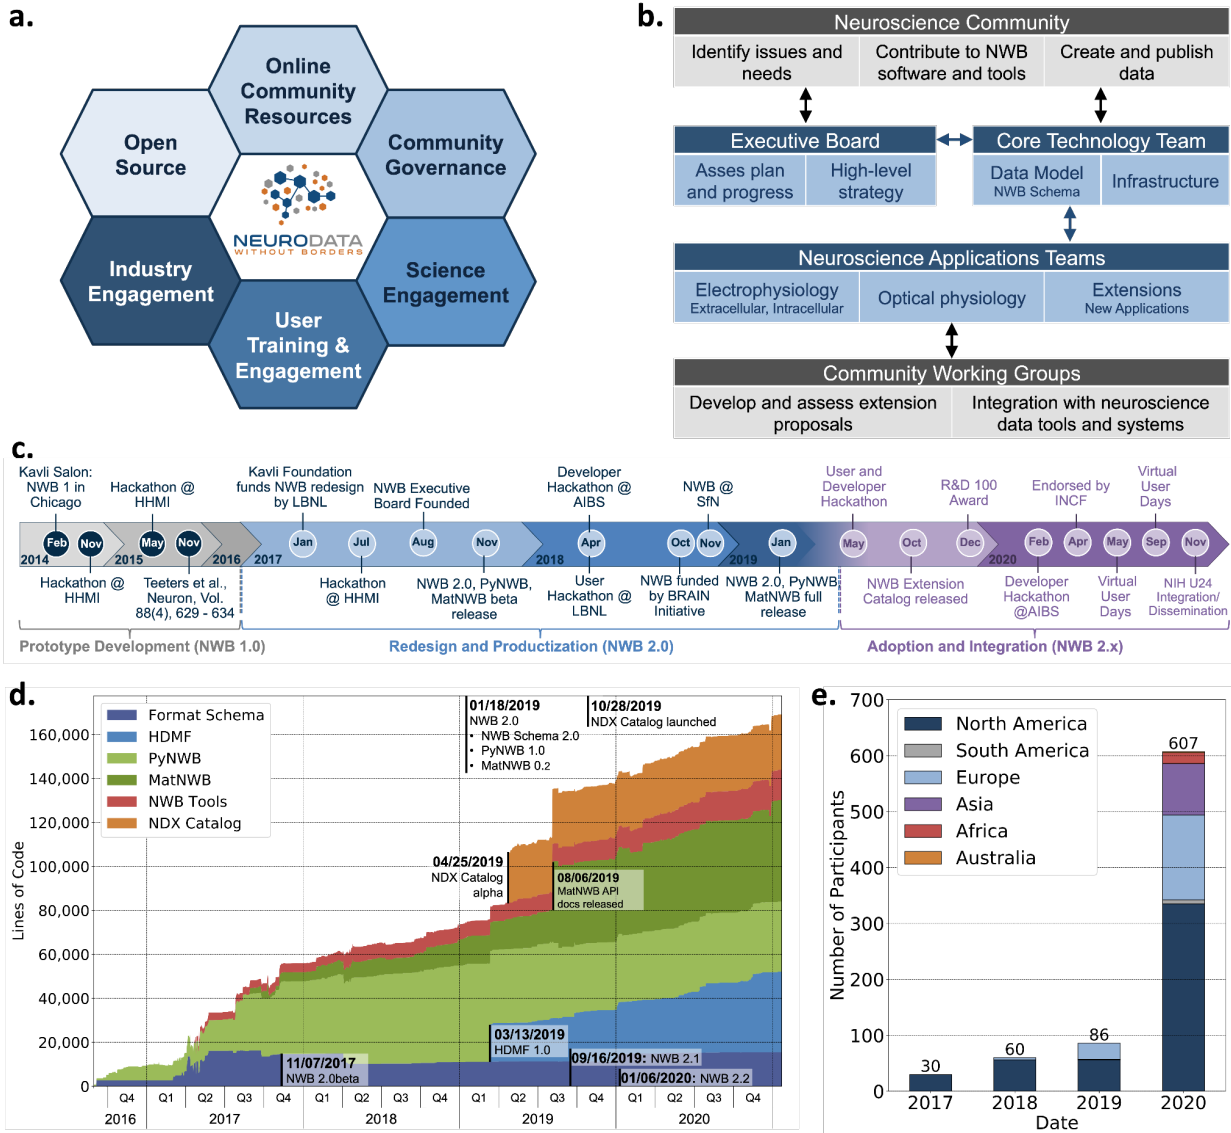 a.
Online
Community
Resources
Open
Source
Community
Governance
NEURODATA
WITHOUT BORDERS
Industry
Engagement
Science
Engagement
User
Training &
Engagement
b.
Neuroscience Community
Identify issues and
needs
Contribute to NWB
software and tools
Create and publish
data
Executive Board
Asses plan
and progress
High-level
strategy
Core Technology Team
Data Model
NWB Schema
Infrastructure
Neuroscience Applications Teams
Electrophysiology
Extracellular, Intracellular
Optical physiology
Extensions
New Applications
Community Working Groups
Develop and assess extension
proposals
Integration with neuroscience
data tools and systems
c.
Kavli Salon:
NWB 1 in
Chicago
Hackathon @
HHMI
Kavli Foundation
funds NWB redesign
by LBNL
NWB Executive
Board Founded
Developer
Hackathon @
AIBS
NWB @
SfN
User and
Developer
Hackathon
R&D 100
Award
Endorsed by
INCF
Virtual
User
Days
2014 Feb Nov 2015 May Nov 2016 2017 Jan Jul Aug Nov 2018 Apr Oct Nov 2019 Jan May Oct Dec 2020 Feb Apr May Sep Nov
Hackathon @
HHMI
Teeters et al.,
Neuron, Vol.
88(4), 629 - 634
Hackathon
@ HHMI
NWB 2.0, PyNWB,
MatNWB beta
release
User
Hackathon @
LBNL
NWB funded
by BRAIN
Initiative
NWB 2.0, PyNWB
MatNWB full
release
NWB Extension
Catalog released
Developer
Hackathon
@AIBS
Virtual
User
Days
NIH U24
Integration/
Dissemination
Prototype Development (NWB 1.0)
Redesign and Productization (NWB 2.0)
Adoption and Integration (NWB 2.x)
d.
Lines of Code
160,000
140,000
120,000
100,000
80,000
60,000
40,000
20,000
0
Format Schema
HDMF
PyNWB
MatNWB
NWB Tools
NDX Catalog
01/18/2019
NWB 2.0
• NWB Schema 2.0
• PyNWB 1.0
• MatNWB 0.2
10/28/2019
NDX Catalog launched
04/25/2019
NDX Catalog
alpha
08/06/2019
MatNWB API
docs released
03/13/2019
HDMF 1.0
11/07/2017
NWB 2.0beta
09/16/2019: NWB 2.1
01/06/2020: NWB 2.2
Q4 Q1 Q2 Q3 Q4 Q1 Q2 Q3 Q4 Q1 Q2 Q3 Q4 Q1 Q2 Q3 Q4
2016 2017 2018 2019 2020
e.
Number of Participants
700
600
500
400
300
200
100
0
North America
South America
Europe
Asia
Africa
Australia
30
60
86
607
2017 2018 2019 2020
Date